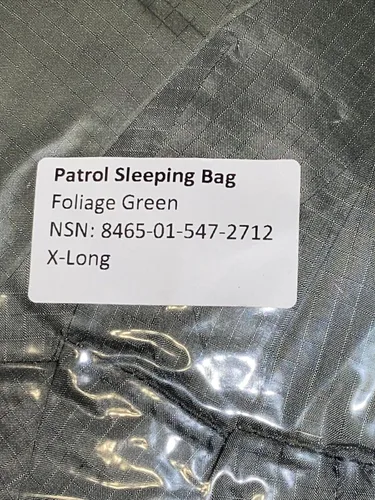 Patrol Sleeping Bag
Foliage Green
NSN: 8465-01-547-2712
X-Long